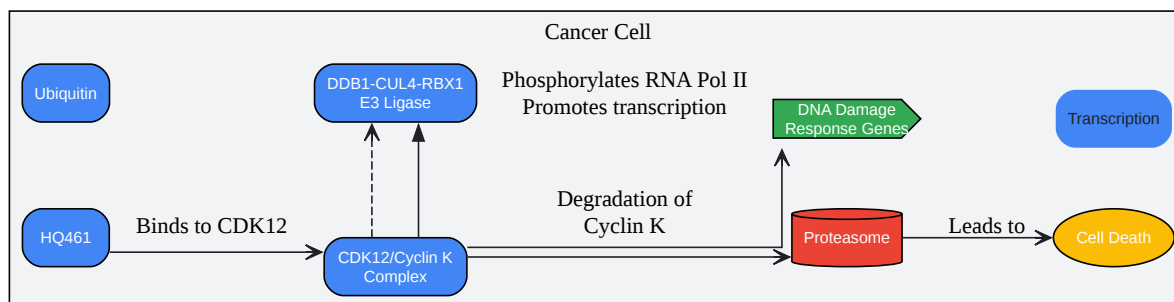 Cancer Cell
Ubiquitin
DDB1-CUL4-RBX1
E3 Ligase
Phosphorylates RNA Pol II
Promotes transcription
DNA Damage
Response Genes
Transcription
HQ461
Binds to CDK12
CDK12/Cyclin K
Complex
Degradation of
Cyclin K
Proteasome
Leads to
Cell Death